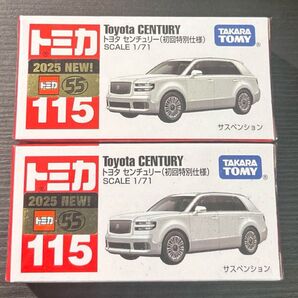 トミカ
2025 NEW!
トミカ 55
115
Toyota CENTURY
トヨタ センチュリー(初回特別仕様)
SCALE 1/71
TAKARA
TOMY
サスペンション
トミカ
2025 NEW!
トミカ 55
115
Toyota CENTURY
トヨタ センチュリー(初回特別仕様)
SCALE 1/71
TAKARA
TOMY
サスペンション